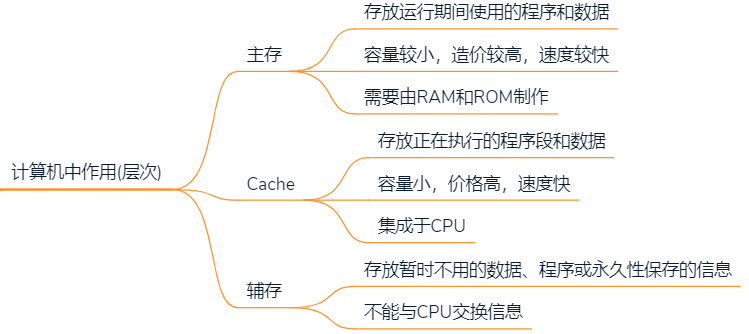 计算机中作用(层次)
主存
存放运行期间使用的程序和数据
容量较小，造价较高，速度较快
需要由RAM和ROM制作
Cache
存放正在执行的程序段和数据
容量小，价格高，速度快
集成于CPU
辅存
存放暂时不用的数据、程序或永久性保存的信息
不能与CPU交换信息